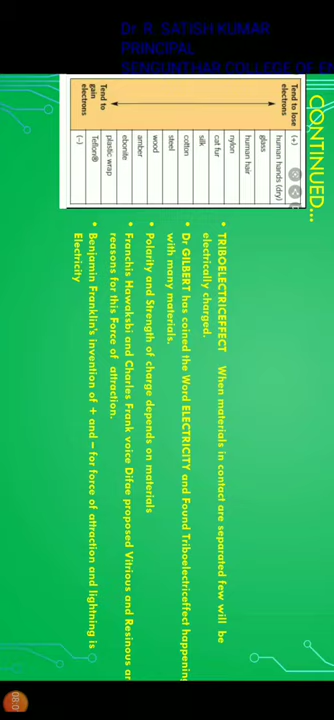 Dr. R. SATISH KUMAR
PRINCIPAL
SENGUNTHAR COLLEGE OF EN
CONTINUED...
Tend to lose electrons
(+)
human hands (dry)
glass
human hair
nylon
cat fur
silk
cotton
steel
wood
amber
ebonite
plastic wrap
Teflon®
Tend to gain electrons
(−)
• TRIBOELECTRICEFFECT When materials in contact are separated few will be
electrically charged.
• Dr GILBERT has coined the Word ELECTRICITY and Found Triboelectriceffect happening
with many materials.
• Polarity and Strength of charge depends on materials
• Franchis Hawaksbi and Charles Frank voice Difae proposed Vitrious and Resinous ar
reasons for this Force of attraction.
• Benjamin Franklin's invention of + and – for force of attraction and lightning is
Electricity
08:0